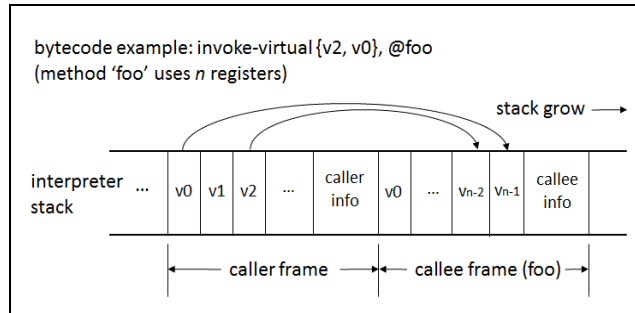 bytecode example: invoke-virtual {v2, v0}, @foo
(method ‘foo’ uses n registers)
stack grow
interpreter stack
...
v0
v1
v2
...
caller info
v0
...
Vn-2
Vn-1
callee info
caller frame
callee frame (foo)